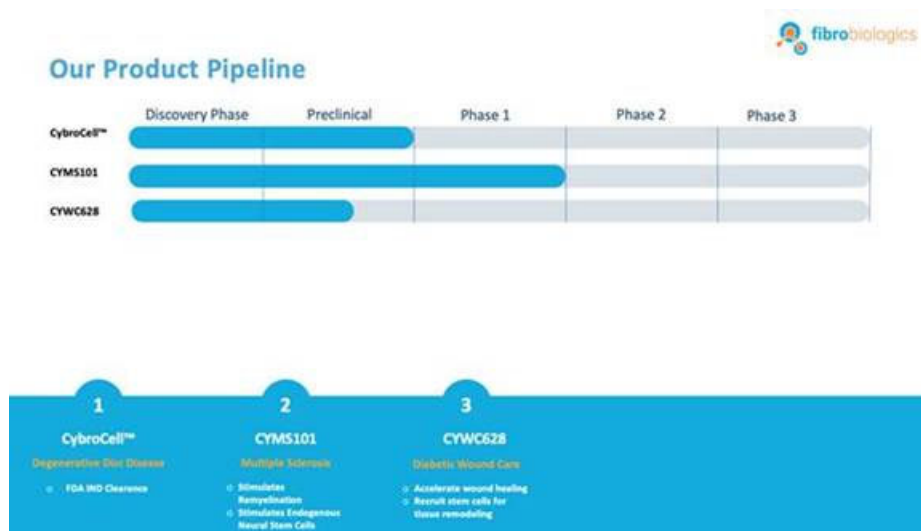 fibrobiologics
Our Product Pipeline
Discovery Phase Preclinical Phase 1 Phase 2 Phase 3
CybroCell™
CYMS101
CYWC628
1 2 3
CybroCell™ CYMS101 CYWC628
Degenerative Disc Disease Multiple Sclerosis Diabetic Wound Care
o FDA IND Clearance o Stimulates o Accelerate wound healing
Remyelination o Recruit stem cells for
o Stimulates Endogenous tissue remodeling
Neural Stem Cells